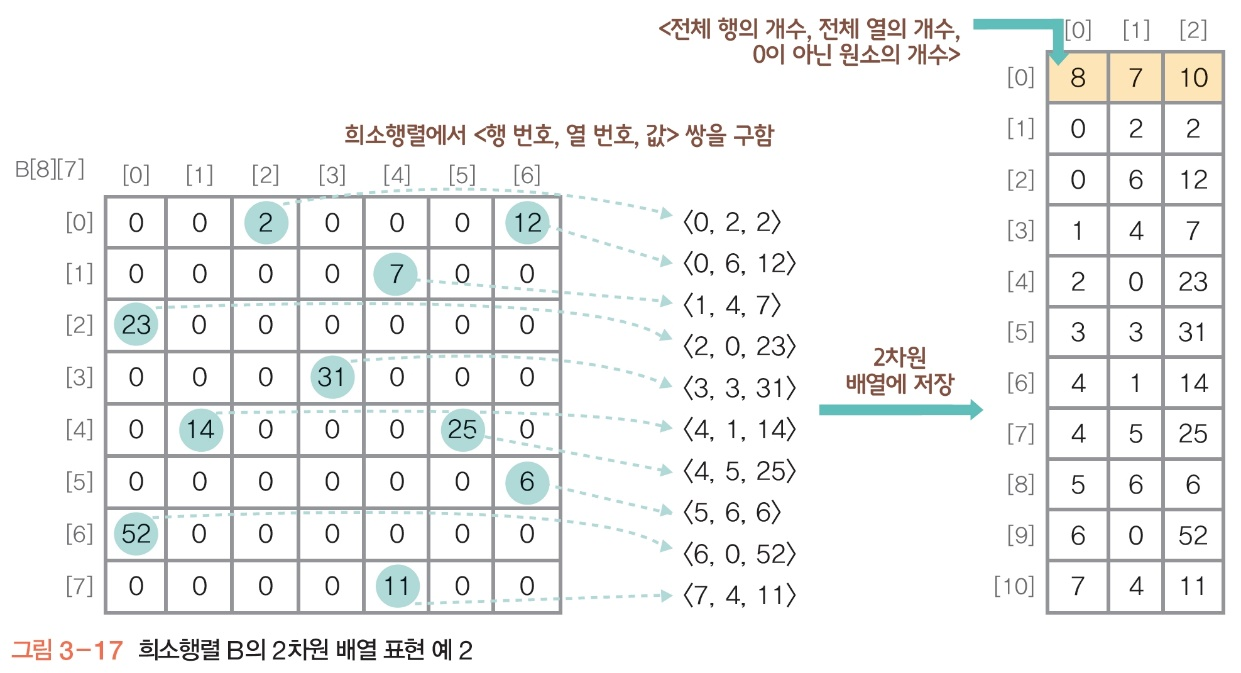 <전체 행의 개수, 전체 열의 개수,
0이 아닌 원소의 개수>
희소행렬에서 <행 번호, 열 번호, 값> 쌍을 구함
B[8][7] [0] [1] [2] [3] [4] [5] [6]
[0] 0 0 2 0 0 0 12
[1] 0 0 0 0 7 0 0
[2] 23 0 0 0 0 0 0
[3] 0 0 0 31 0 0 0
[4] 0 14 0 0 0 25 0
[5] 0 0 0 0 0 0 6
[6] 52 0 0 0 0 0 0
[7] 0 0 0 0 11 0 0
〈0, 2, 2〉
〈0, 6, 12〉
〈1, 4, 7〉
〈2, 0, 23〉
〈3, 3, 31〉
〈4, 1, 14〉
〈4, 5, 25〉
〈5, 6, 6〉
〈6, 0, 52〉
〈7, 4, 11〉
2차원
배열에 저장
[0] [1] [2]
[0] 8 7 10
[1] 0 2 2
[2] 0 6 12
[3] 1 4 7
[4] 2 0 23
[5] 3 3 31
[6] 4 1 14
[7] 4 5 25
[8] 5 6 6
[9] 6 0 52
[10] 7 4 11
그림 3-17 희소행렬 B의 2차원 배열 표현 예 2